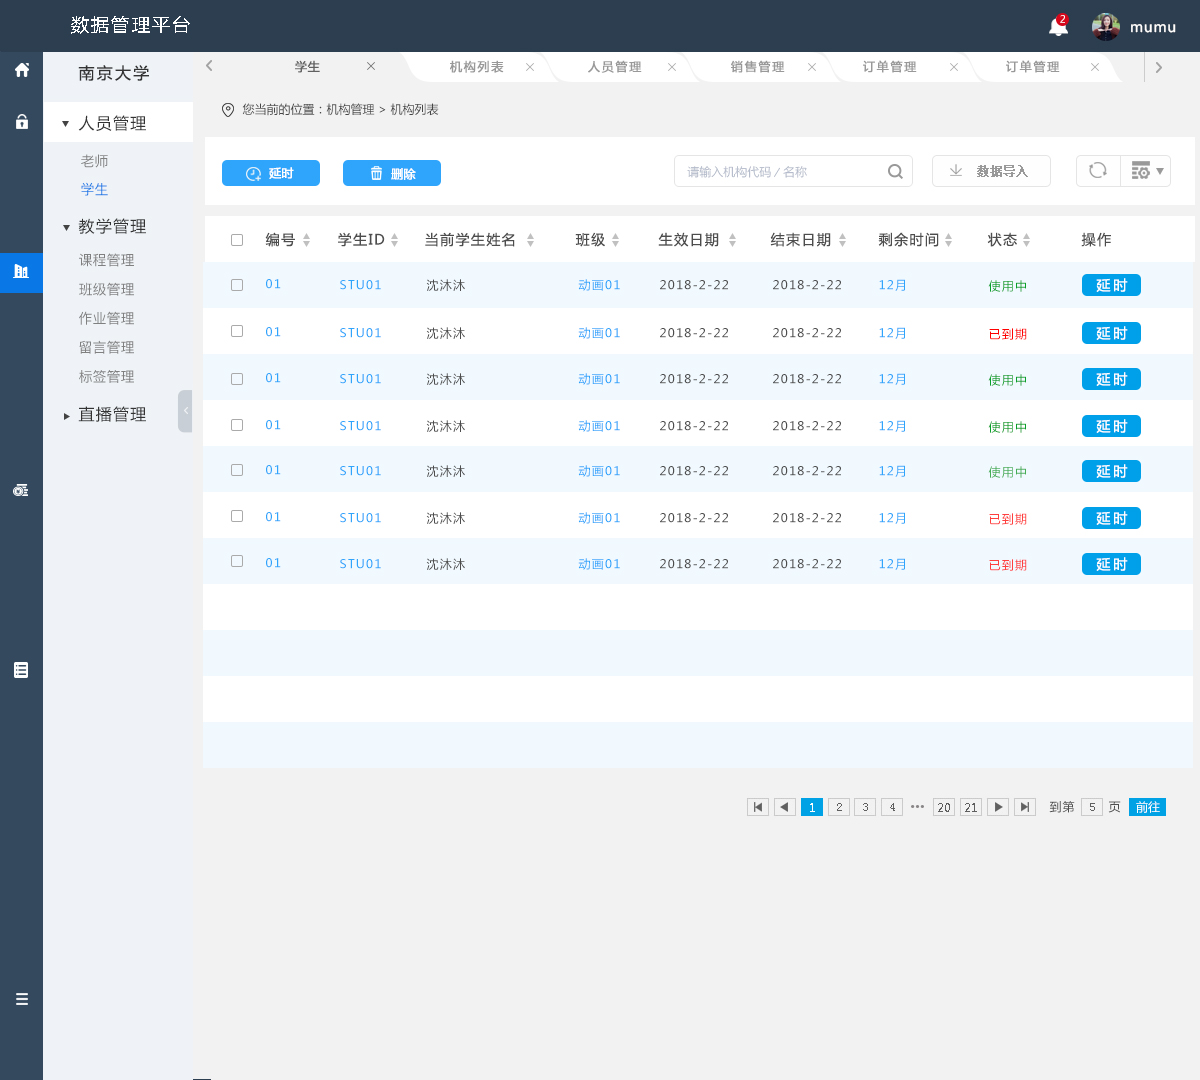 数据管理平台
2
mumu
南京大学
学生
机构列表
人员管理
销售管理
订单管理
订单管理
您当前的位置：机构管理 > 机构列表
人员管理
老师
学生
教学管理
课程管理
班级管理
作业管理
留言管理
标签管理
直播管理
延时
删除
请输入机构代码 / 名称
数据导入
编号 学生ID 当前学生姓名 班级 生效日期 结束日期 剩余时间 状态 操作
01 STU01 沈沐沐 动画01 2018-2-22 2018-2-22 12月 使用中 延时
01 STU01 沈沐沐 动画01 2018-2-22 2018-2-22 12月 已到期 延时
01 STU01 沈沐沐 动画01 2018-2-22 2018-2-22 12月 使用中 延时
01 STU01 沈沐沐 动画01 2018-2-22 2018-2-22 12月 使用中 延时
01 STU01 沈沐沐 动画01 2018-2-22 2018-2-22 12月 使用中 延时
01 STU01 沈沐沐 动画01 2018-2-22 2018-2-22 12月 已到期 延时
01 STU01 沈沐沐 动画01 2018-2-22 2018-2-22 12月 已到期 延时
1 2 3 4 ••• 20 21 到第 5 页 前往